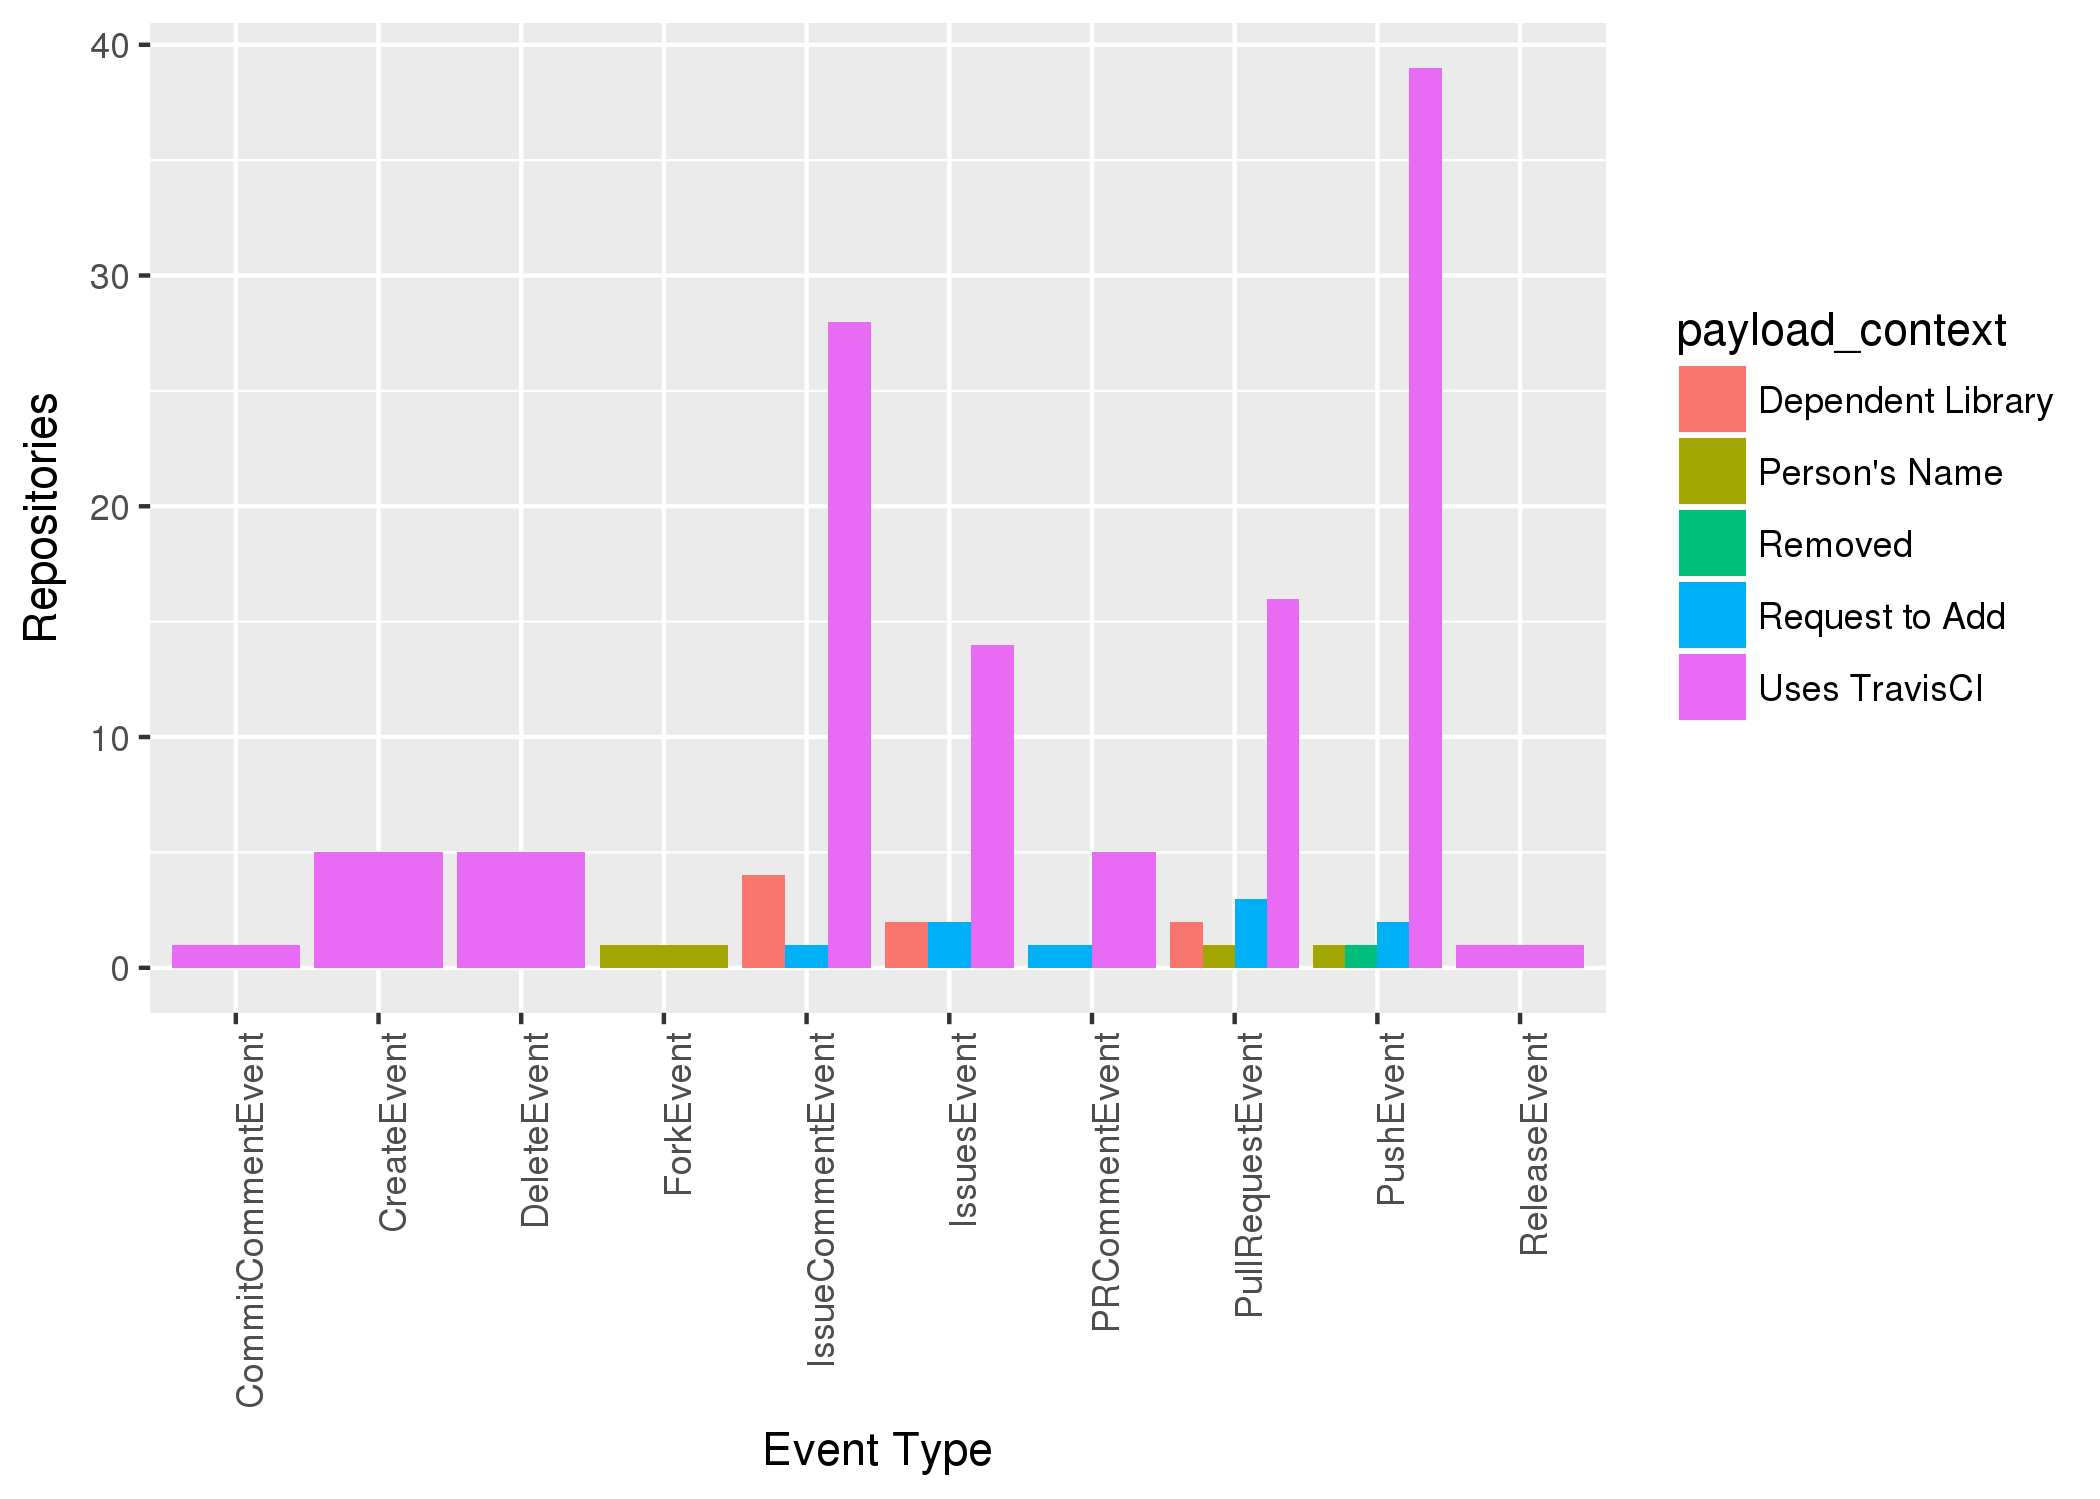 40
30
20
10
0
Repositories
CommitCommentEvent
CreateEvent
DeleteEvent
ForkEvent
IssueCommentEvent
IssuesEvent
PRCommentEvent
PullRequestEvent
PushEvent
ReleaseEvent
Event Type
payload_context
Dependent Library
Person's Name
Removed
Request to Add
Uses TravisCI